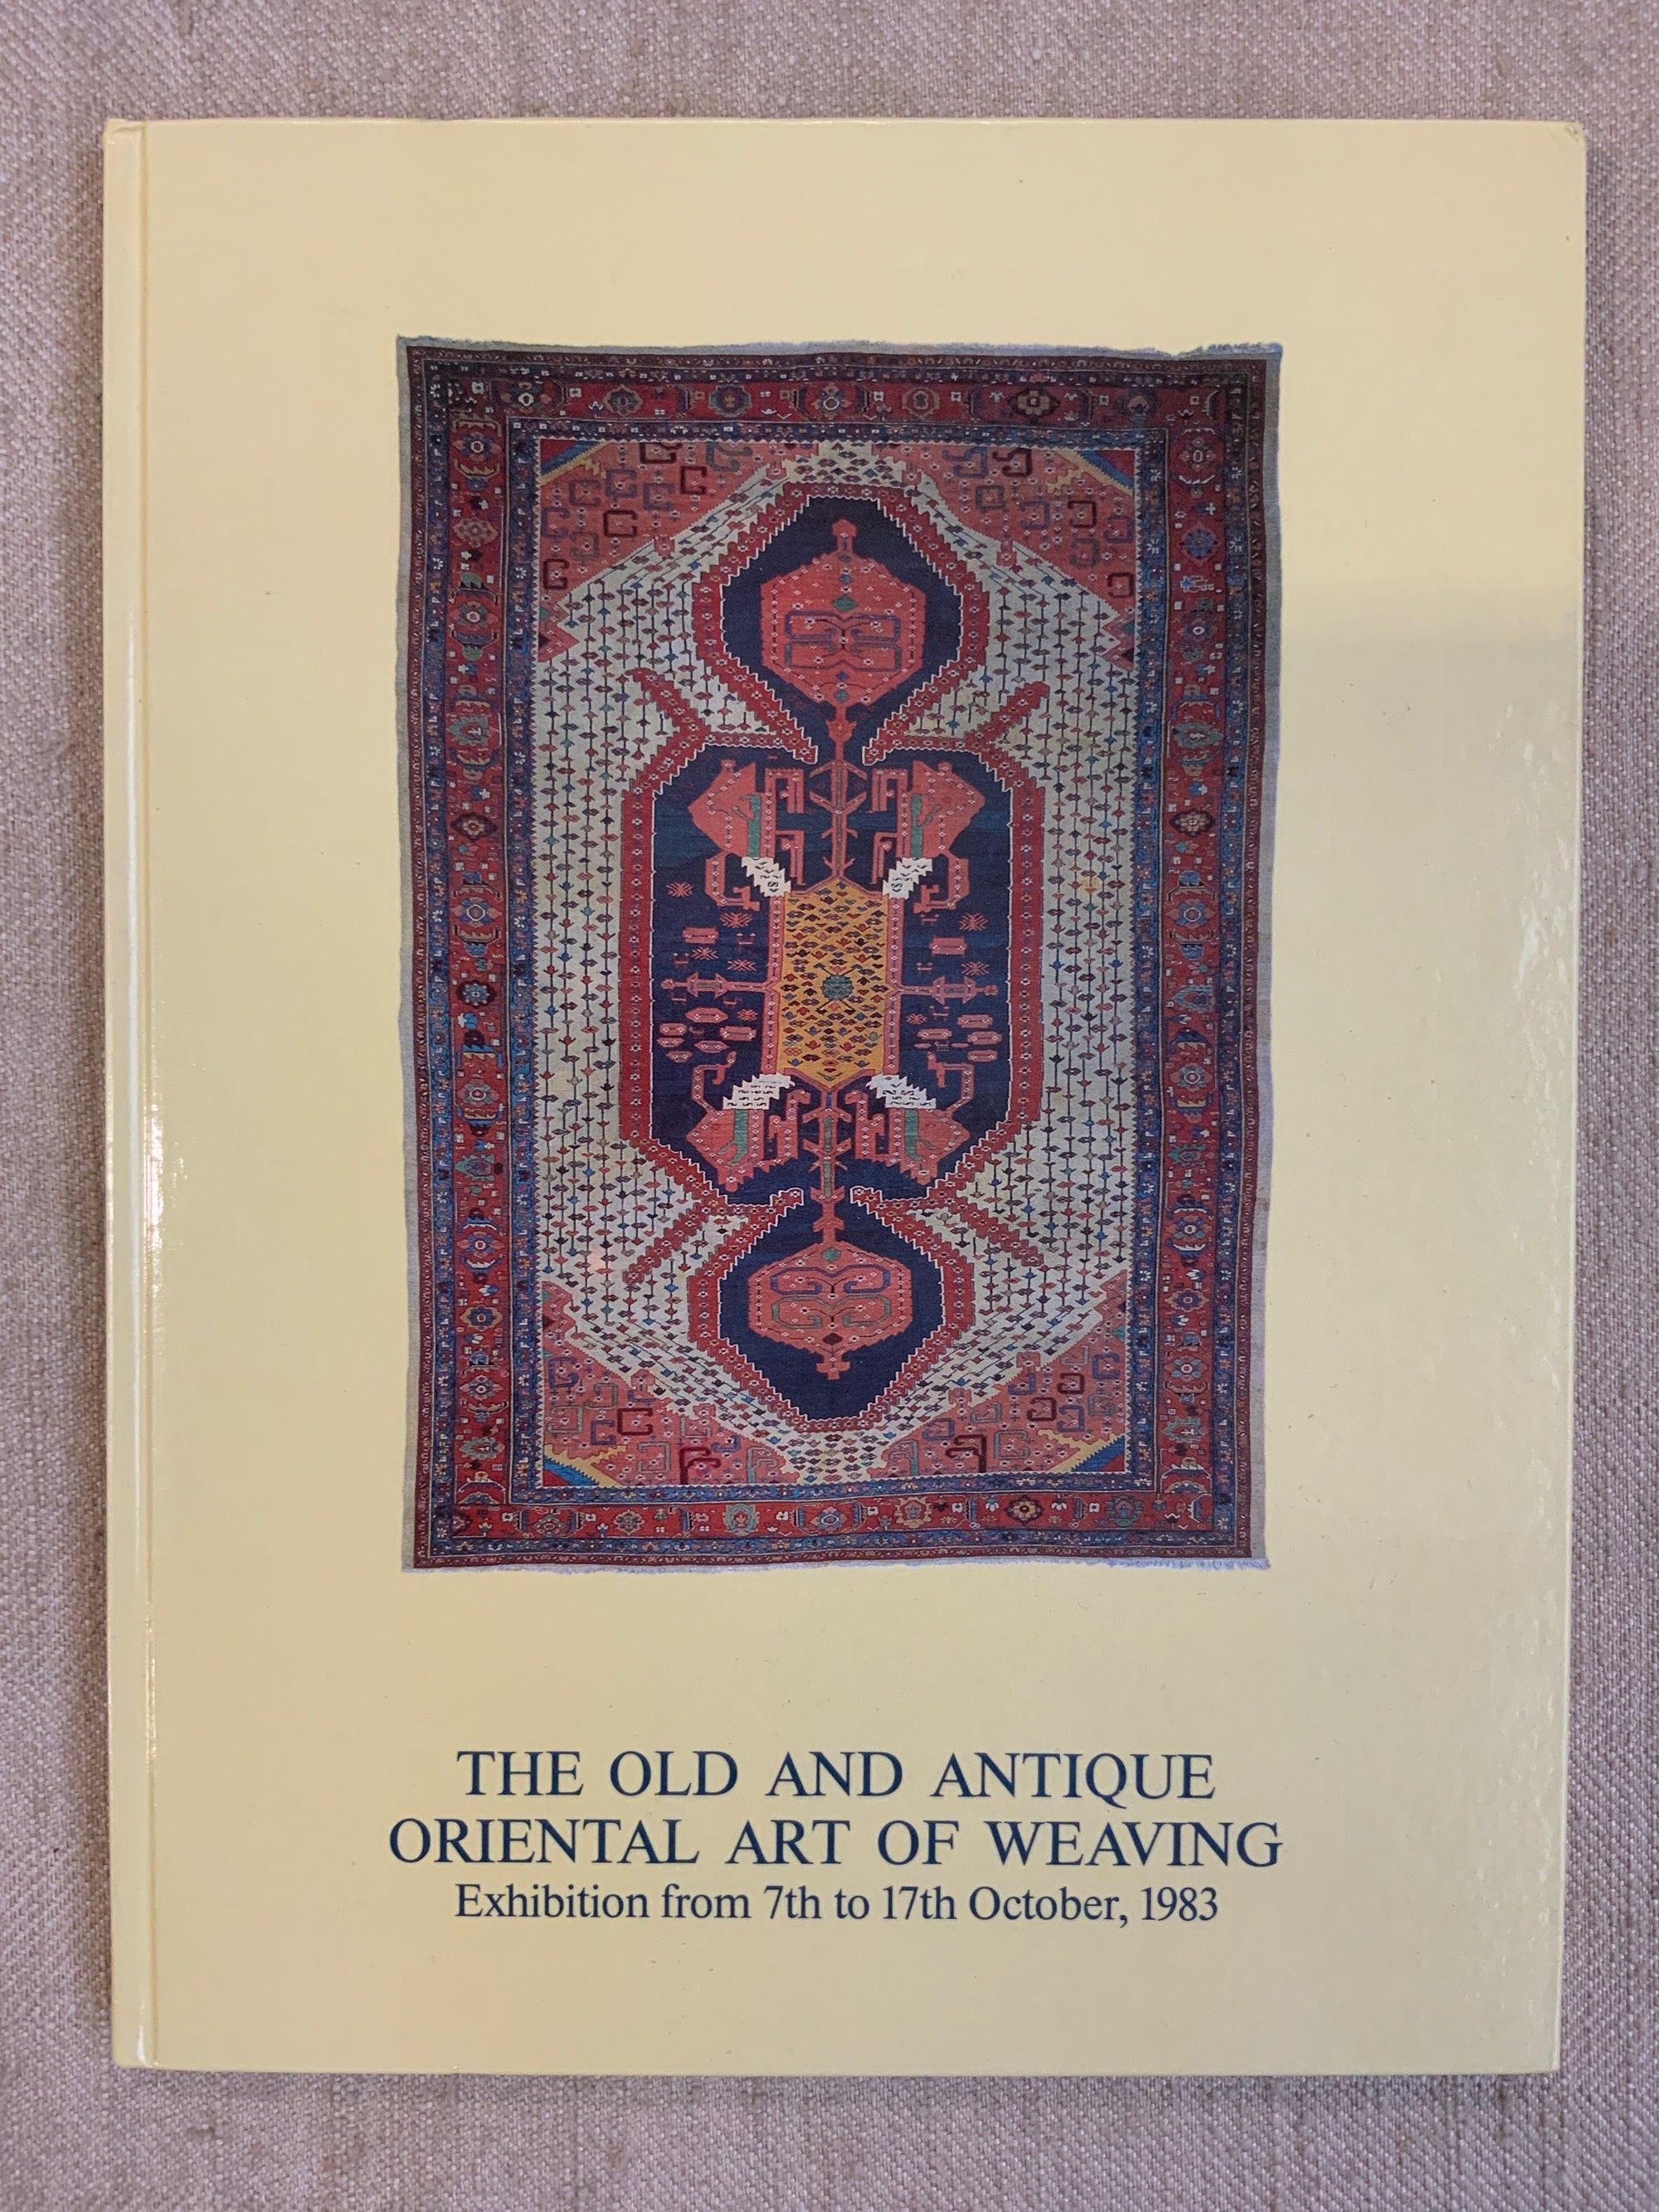 THE OLD AND ANTIQUE
ORIENTAL ART OF WEAVING
Exhibition from 7th to 17th October, 1983